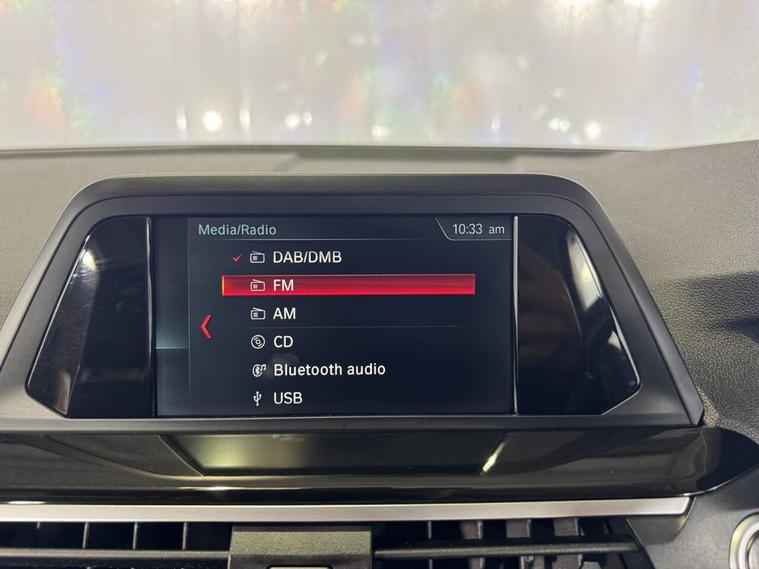 Media/Radio 10:33 am
DAB/DMB
FM
AM
CD
Bluetooth audio
USB